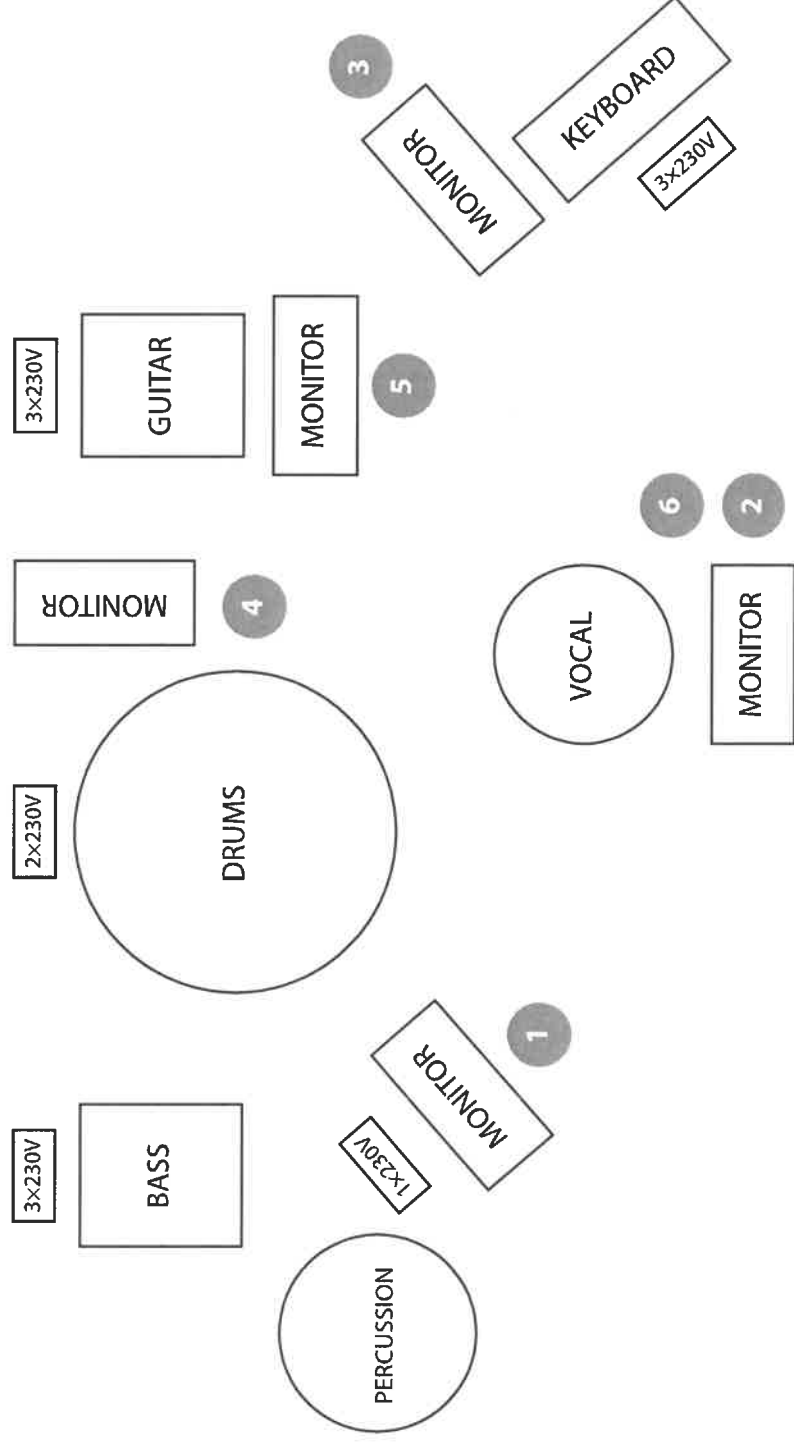 3×230V
2×230V
MONITOR
3×230V
BASS
GUITAR
DRUMS
4
MONITOR
3
PERCUSSION
1×230V
5
MONITOR
MONITOR
1
VOCAL
KEYBOARD
6
3×230V
MONITOR
2